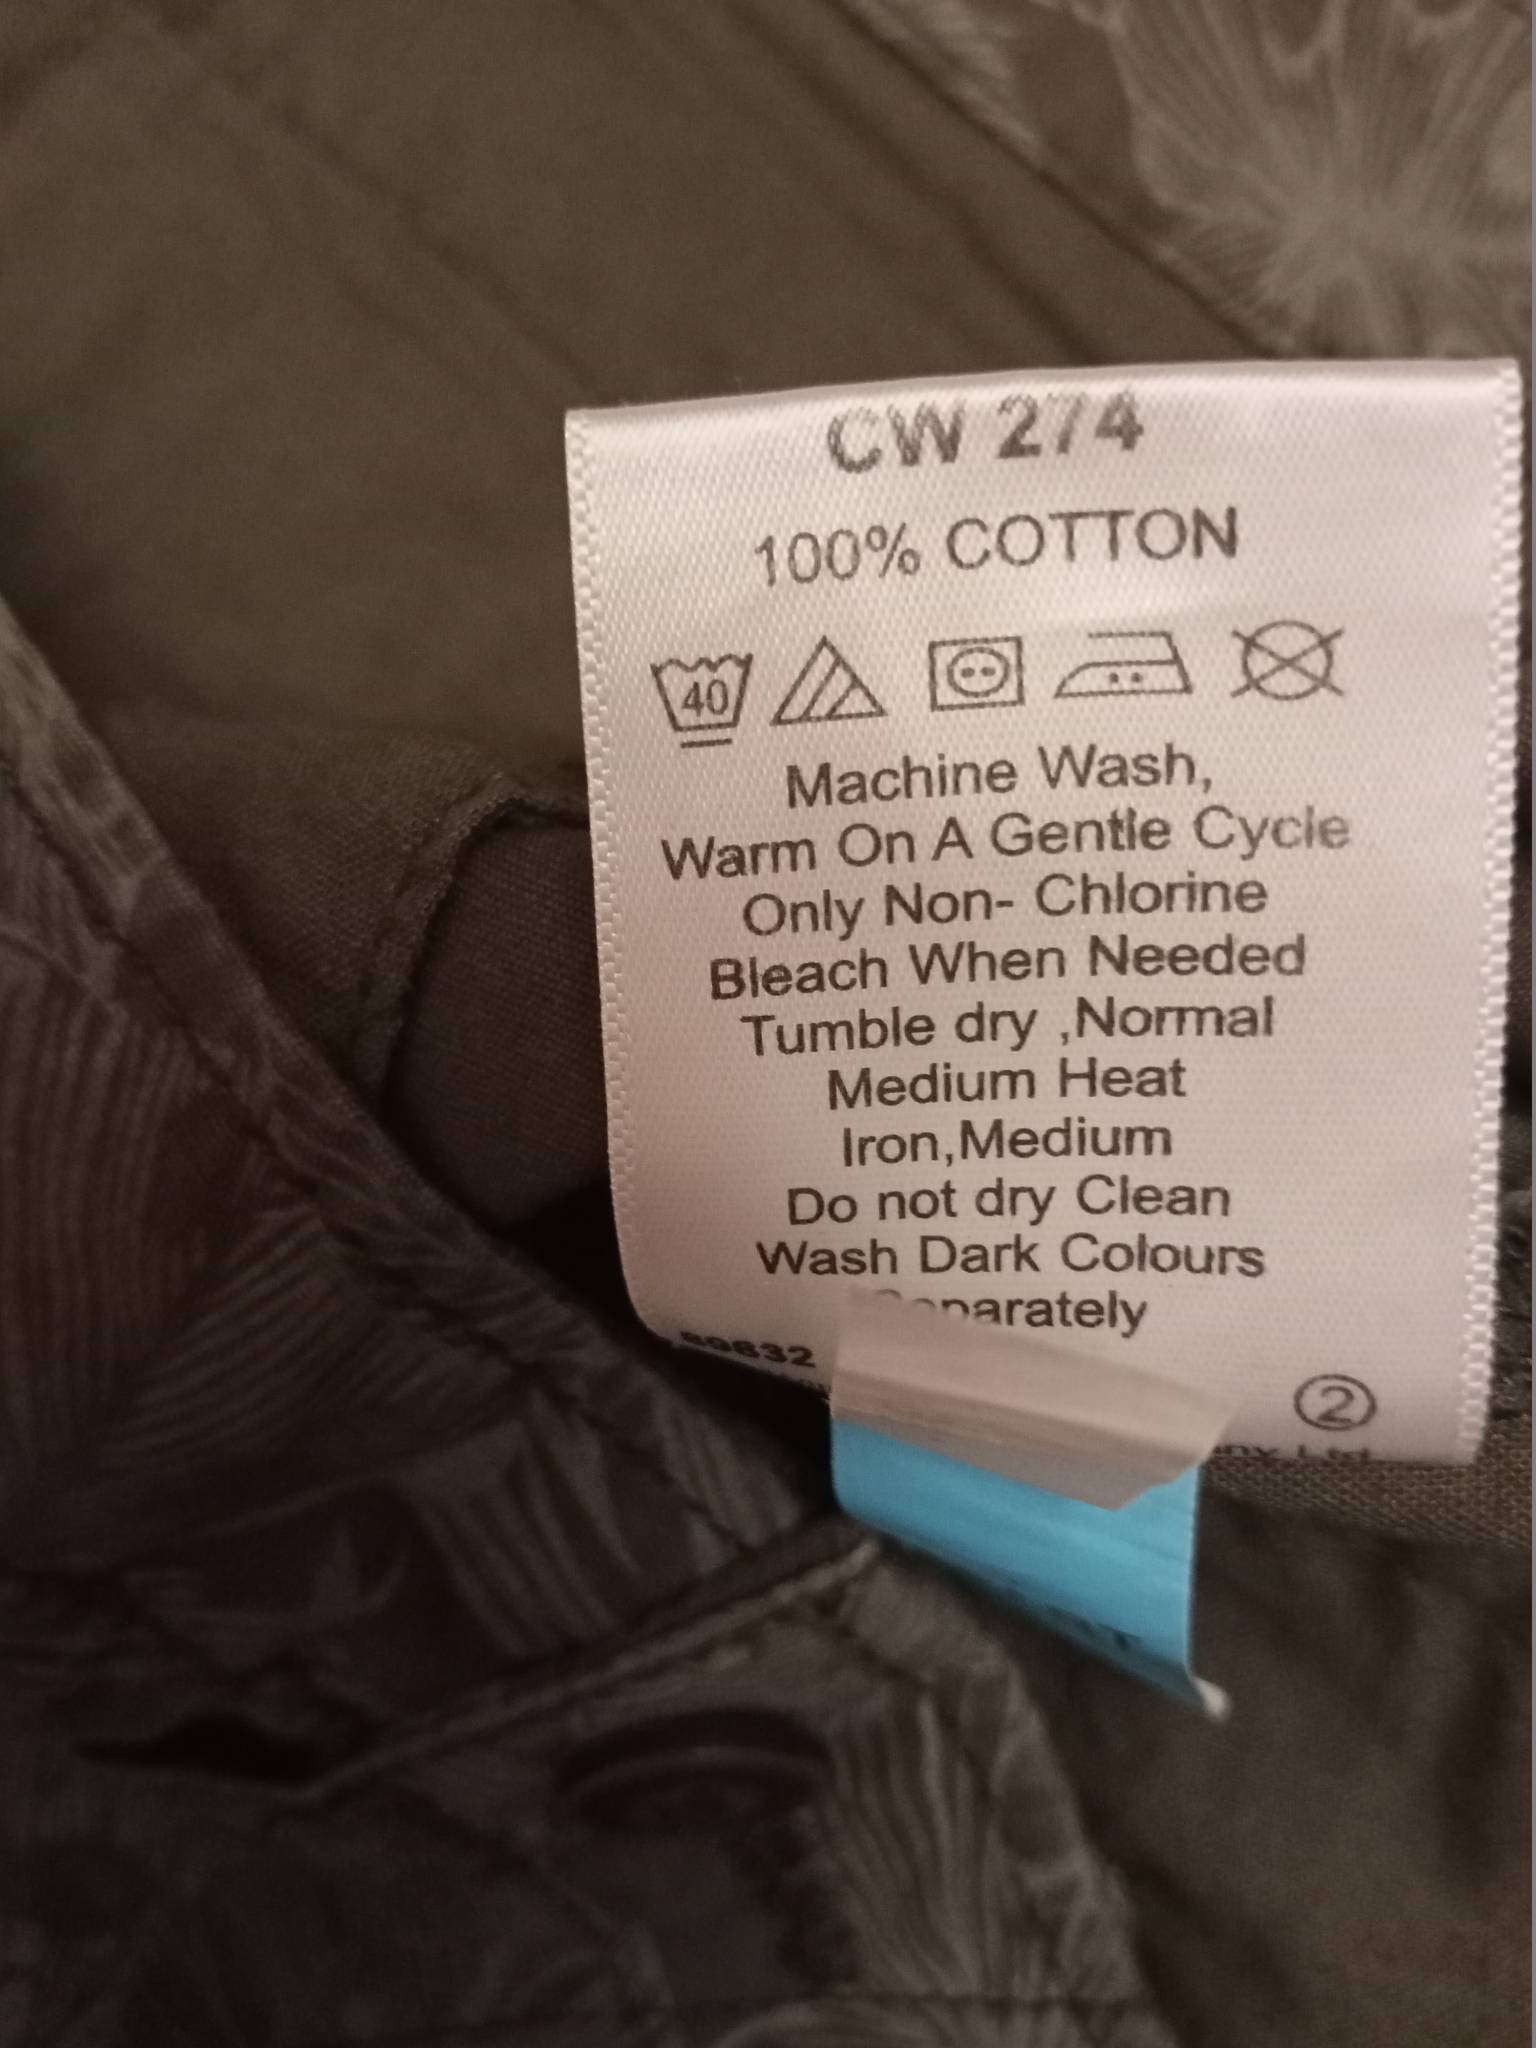 CW 274
100% COTTON
40
Machine Wash,
Warm On A Gentle Cycle
Only Non- Chlorine
Bleach When Needed
Tumble dry ,Normal
Medium Heat
Iron,Medium
Do not dry Clean
Wash Dark Colours
2